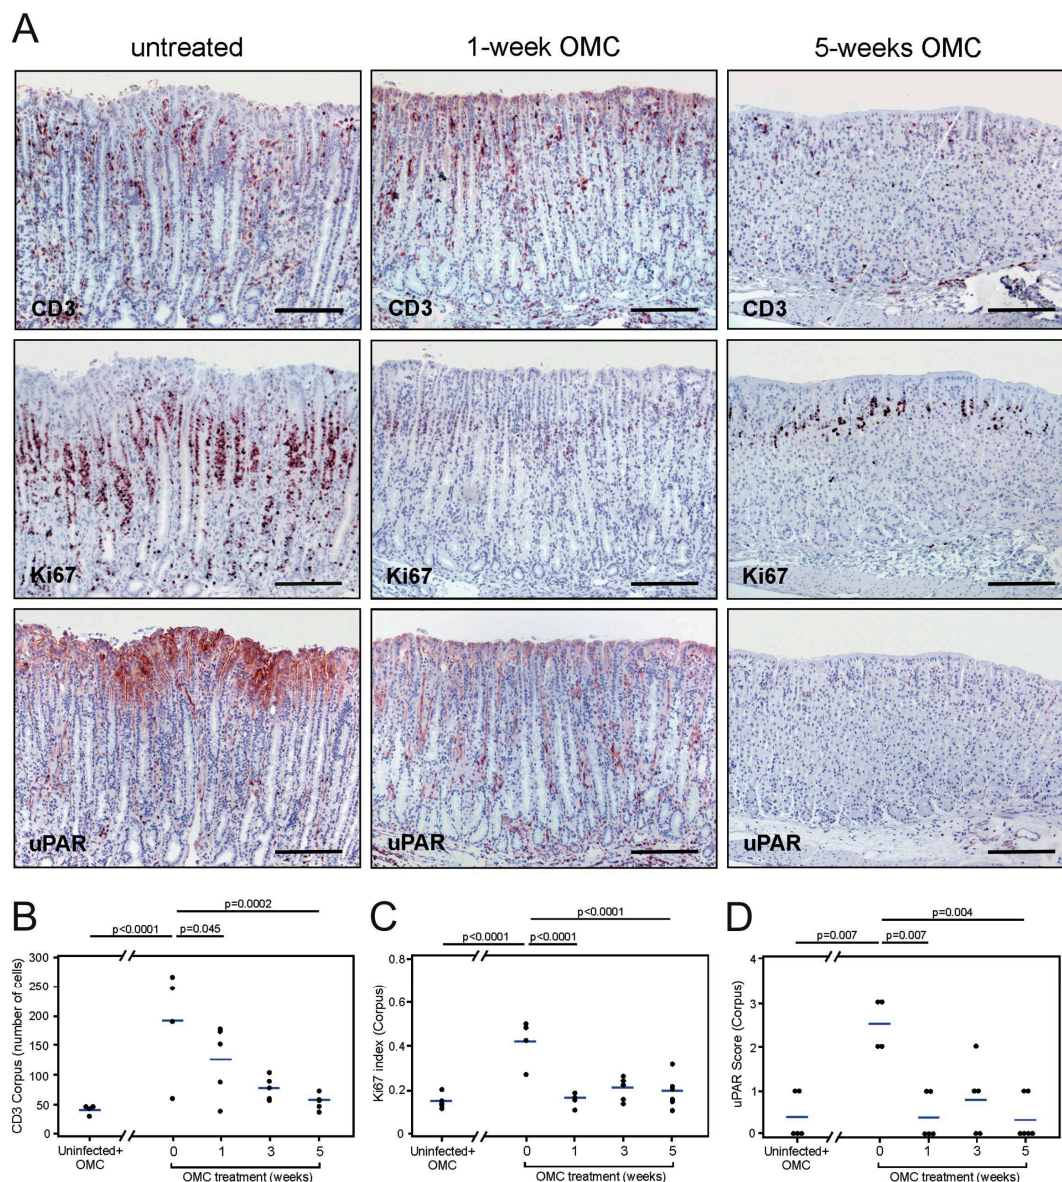 A
untreated
1-week OMC
5-weeks OMC
CD3
CD3
CD3
Ki67
Ki67
Ki67
uPAR
uPAR
uPAR
B
p=0.0002
p<0.0001
p=0.045
CD3 Corpus (number of cells)
300
250
200
150
100
50
0
Uninfected+
OMC
0
1
3
5
OMC treatment (weeks)
C
p<0.0001
p<0.0001
p<0.0001
Ki67 index (Corpus)
0.8
0.6
0.4
0.2
0
Uninfected+
OMC
0
1
3
5
OMC treatment (weeks)
D
p=0.004
p=0.007
p=0.007
uPAR Score (Corpus)
4
3
2
1
0
Uninfected+
OMC
0
1
3
5
OMC treatment (weeks)